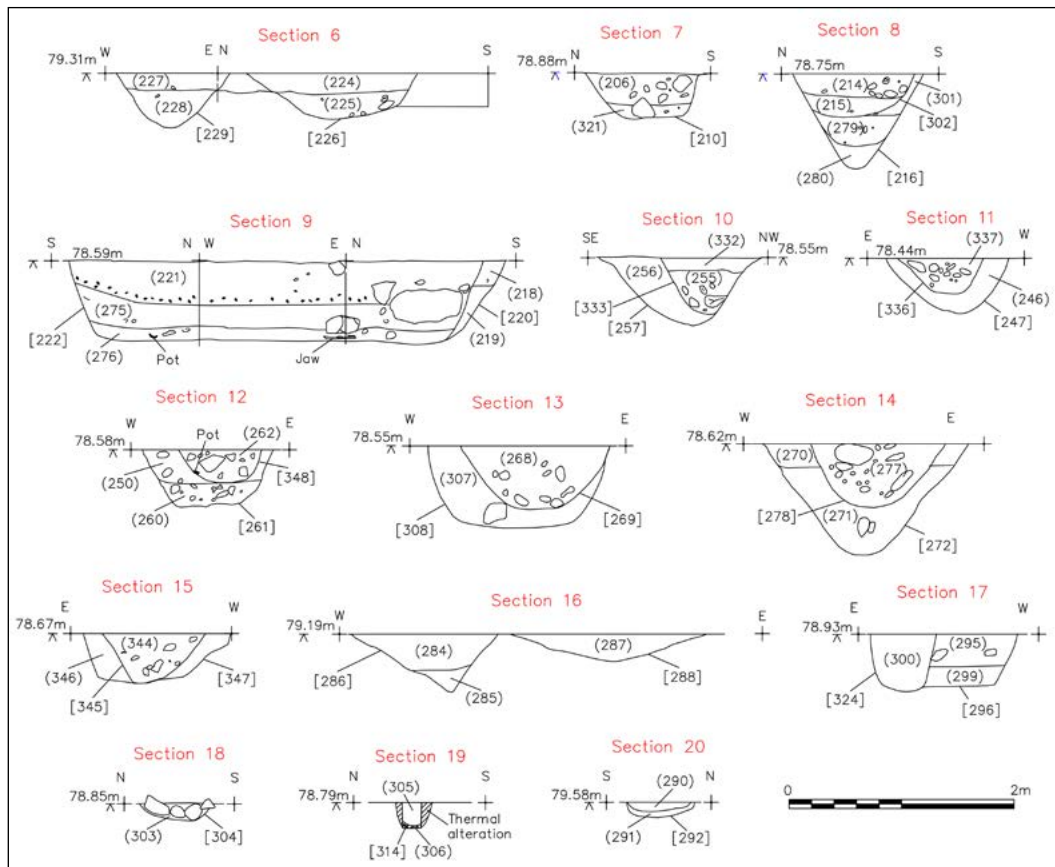 Section 6
W E N S
79.31m
(227) (224)
(228) (225)
[229] [226]
Section 7
N S
78.88m
(206)
(321) [210]
Section 8
N S
78.75m
(214) (301)
(215) [302]
(279)
(280) [216]
Section 9
S N W E N S
78.59m
(221) (218)
(275) [220]
[222] (276) (219)
Pot Jaw
Section 10
SE NW
(332) 78.55m
(256) (255)
[333]
[257]
Section 11
E W
78.44m (337)
[336] (246)
[247]
Section 12
W E
78.58m Pot (262)
(250) [348]
(260) [261]
Section 13
W E
78.55m
(268)
(307)
[308] [269]
Section 14
W E
78.62m
(270) (277)
[278] (271)
[272]
Section 15
E W
78.67m
(344)
(346) [347]
[345]
Section 16
W E
79.19m
(284) (287)
[286] (285) [288]
Section 17
E W
78.93m
(295)
(300) (299)
[324] [296]
Section 18
N S
78.85m
(303) [304]
Section 19
N S
78.79m (305)
Thermal
alteration
[314] (306)
Section 20
S N
79.58m (290)
(291) [292]
0 2m